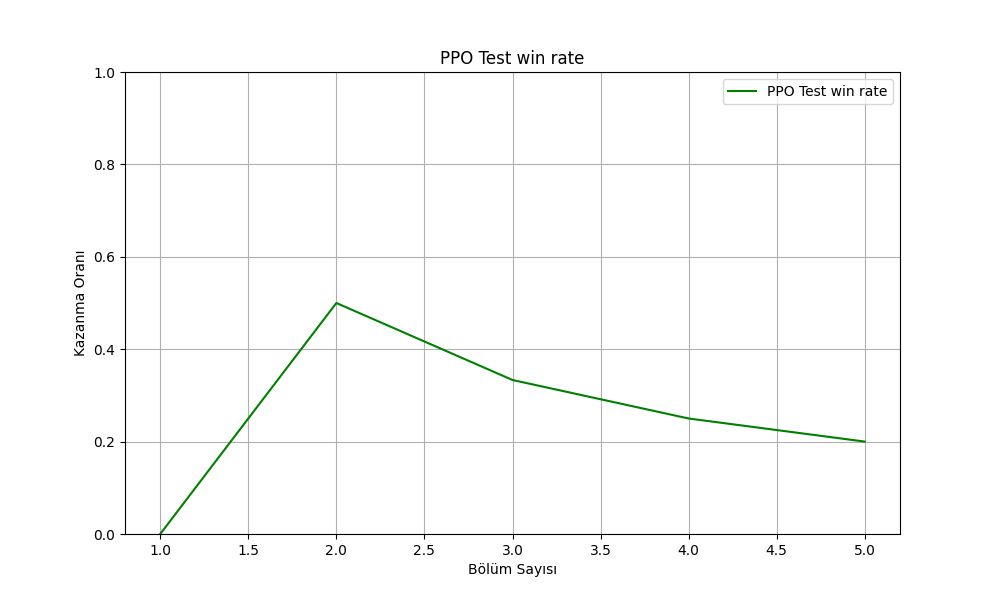 PPO Test win rate
PPO Test win rate
1.0
0.8
0.6
0.4
0.2
0.0
Kazanma Oranı
1.0 1.5 2.0 2.5 3.0 3.5 4.0 4.5 5.0
Bölüm Sayısı